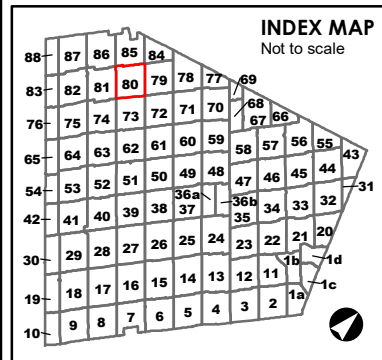 INDEX MAP
Not to scale
88 87 86 85 84
83 82 81 80 79 78 77 69
76 75 74 73 72 71 70 68 67 66
65 64 63 62 61 60 59 58 57 56 55 43
54 53 52 51 50 49 48 47 46 45 44 31
36a 36b
42 41 40 39 38 37 35 34 33 32
30 29 28 27 26 25 24 23 22 21 20
1b 1d
19 18 17 16 15 14 13 12 11 1c
10 9 8 7 6 5 4 3 2 1a